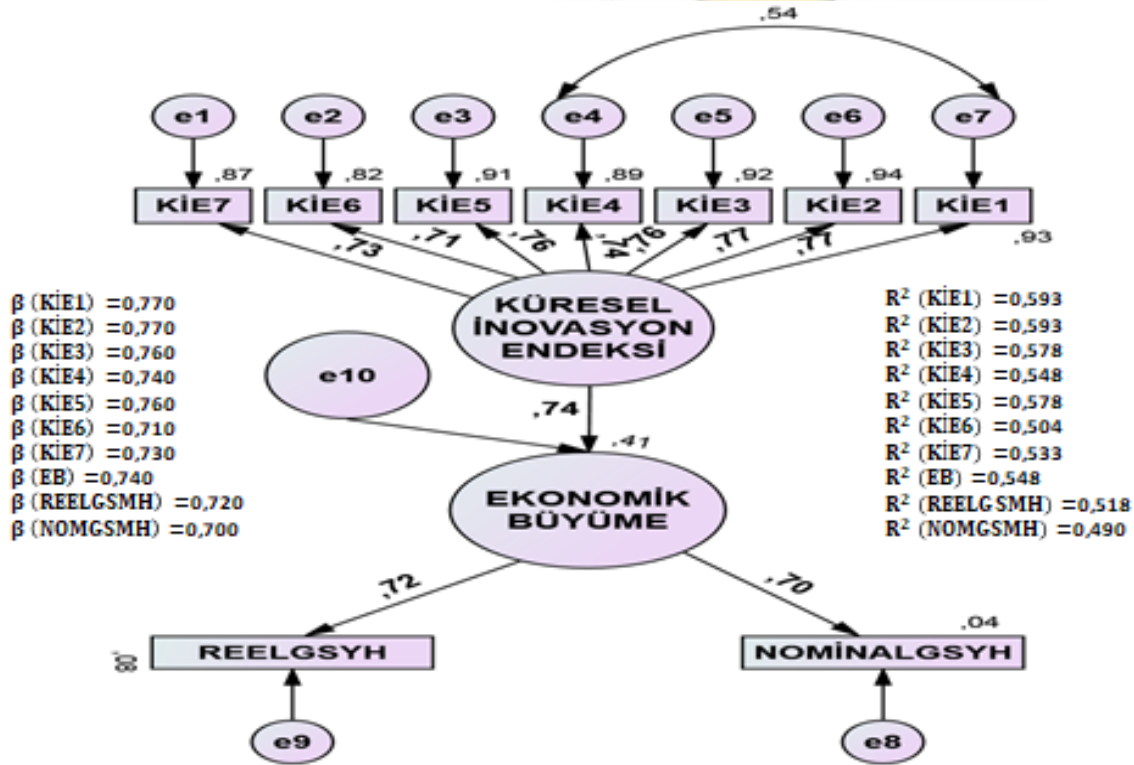 ,54
e1 e2 e3 e4 e5 e6 e7
,87 ,82 ,91 ,89 ,92 ,94
KİE7 KİE6 KİE5 KİE4 KİE3 KİE2 KİE1
,93
,73 ,71 ,76 ,74 ,76 ,77 ,77
KÜRESEL
İNOVASYON
ENDEKSİ
β (KİE1) =0,770
β (KİE2) =0,770
β (KİE3) =0,760
β (KİE4) =0,740
β (KİE5) =0,760
β (KİE6) =0,710
β (KİE7) =0,730
β (EB) =0,740
β (REELGSMH) =0,720
β (NOMGSMH) =0,700
R² (KİE1) =0,593
R² (KİE2) =0,593
R² (KİE3) =0,578
R² (KİE4) =0,548
R² (KİE5) =0,578
R² (KİE6) =0,504
R² (KİE7) =0,533
R² (EB) =0,548
R² (REELGSMH) =0,518
R² (NOMGSMH) =0,490
e10
,74
,41
EKONOMİK
BÜYÜME
,72 ,70
,08
REELGSYH
,04
NOMİNALGSYH
e9 e8